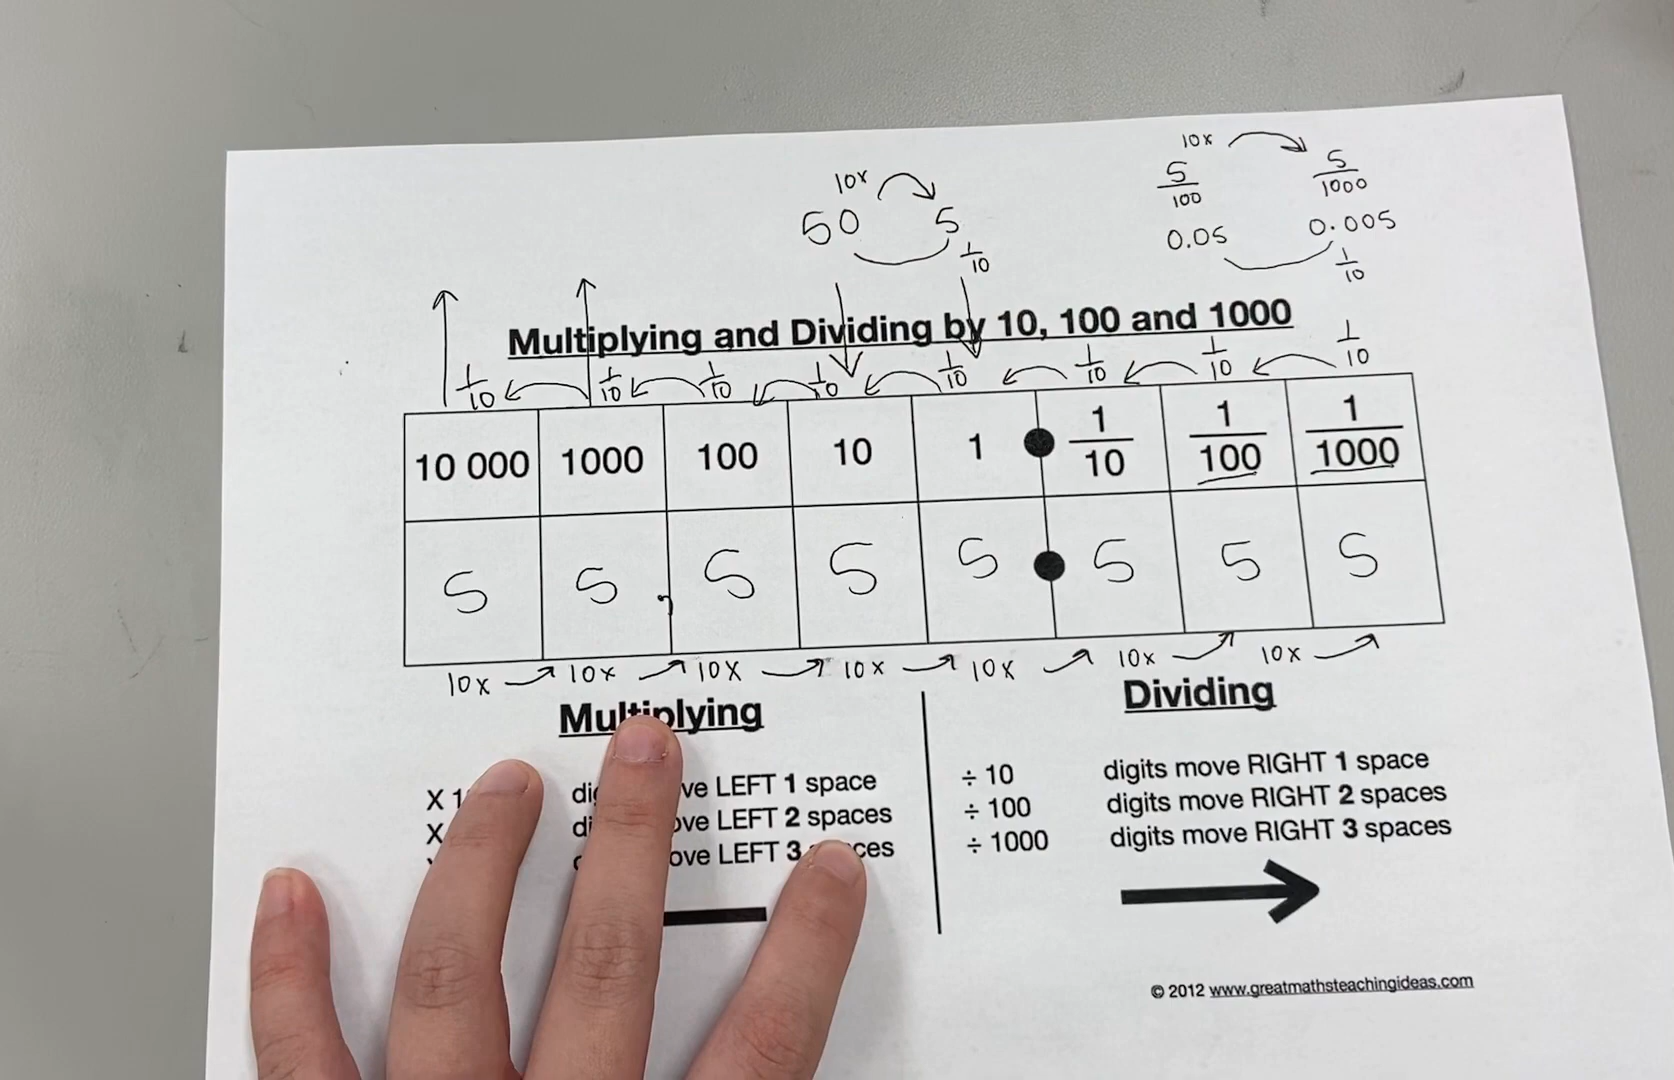 10x
50 5
1/10
10x
5/100 5/1000
0.05 0.005
1/10
Multiplying and Dividing by 10, 100 and 1000
1/10 1/10 1/10 1/10 1/10 1/10 1/10 1/10
10 000 1000 100 10 1 1/10 1/100 1/1000
5 5 , 5 5 5 5 5 5
10x 10x 10x 10x 10x 10x 10x
Multiplying
X
LEFT 1 space
X
LEFT 2 spaces
LEFT 3
Dividing
÷ 10 digits move RIGHT 1 space
÷ 100 digits move RIGHT 2 spaces
÷ 1000 digits move RIGHT 3 spaces
© 2012 www.greatmathsteachingideas.com